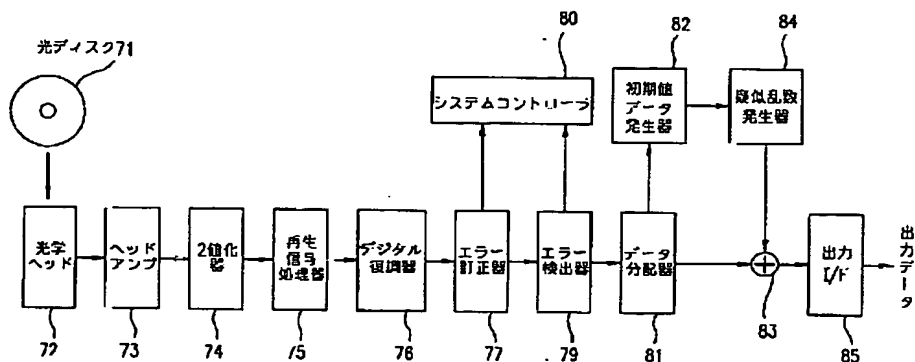 光ディスク71
80
82
84
システムコントローラ
初期値
データ
発生器
疑似乱数
発生器
光学
ヘッド
ヘッド
アンプ
2値化
器
再生
信号
処理器
デジタル
復調器
エラー
訂正器
エラー
検出器
データ
分配器
出力
I/F
出力データ
72
73
74
75
76
77
79
81
83
85